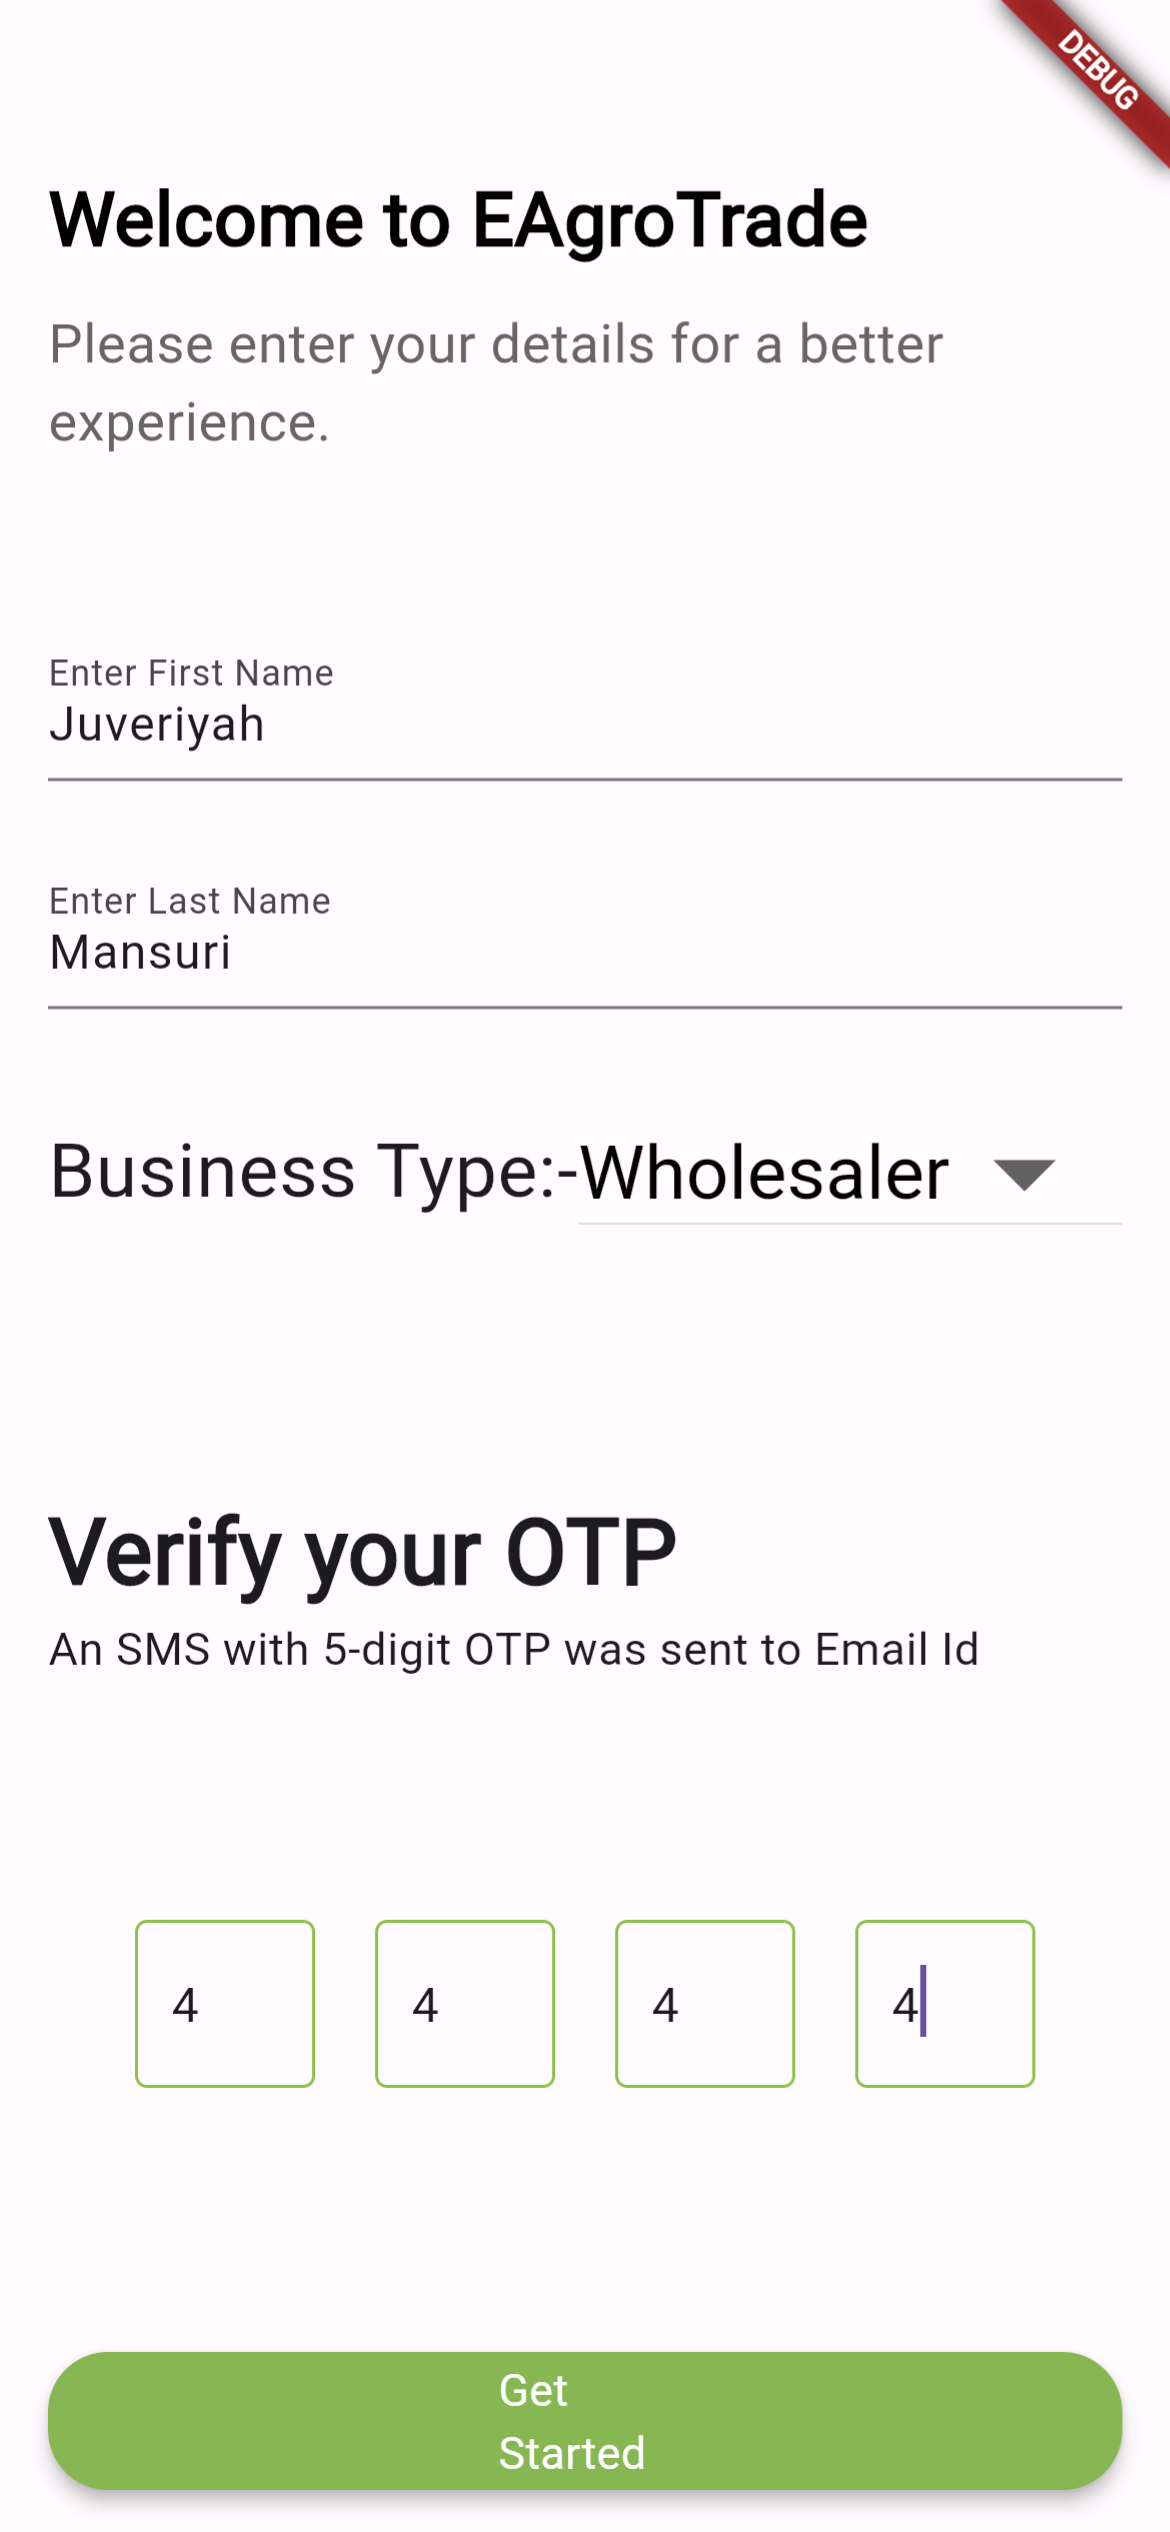 DEBUG
Welcome to EAgroTrade
Please enter your details for a better
experience.
Enter First Name
Juveriyah
Enter Last Name
Mansuri
Business Type:-Wholesaler
Verify your OTP
An SMS with 5-digit OTP was sent to Email Id
4 4 4 4
Get
Started